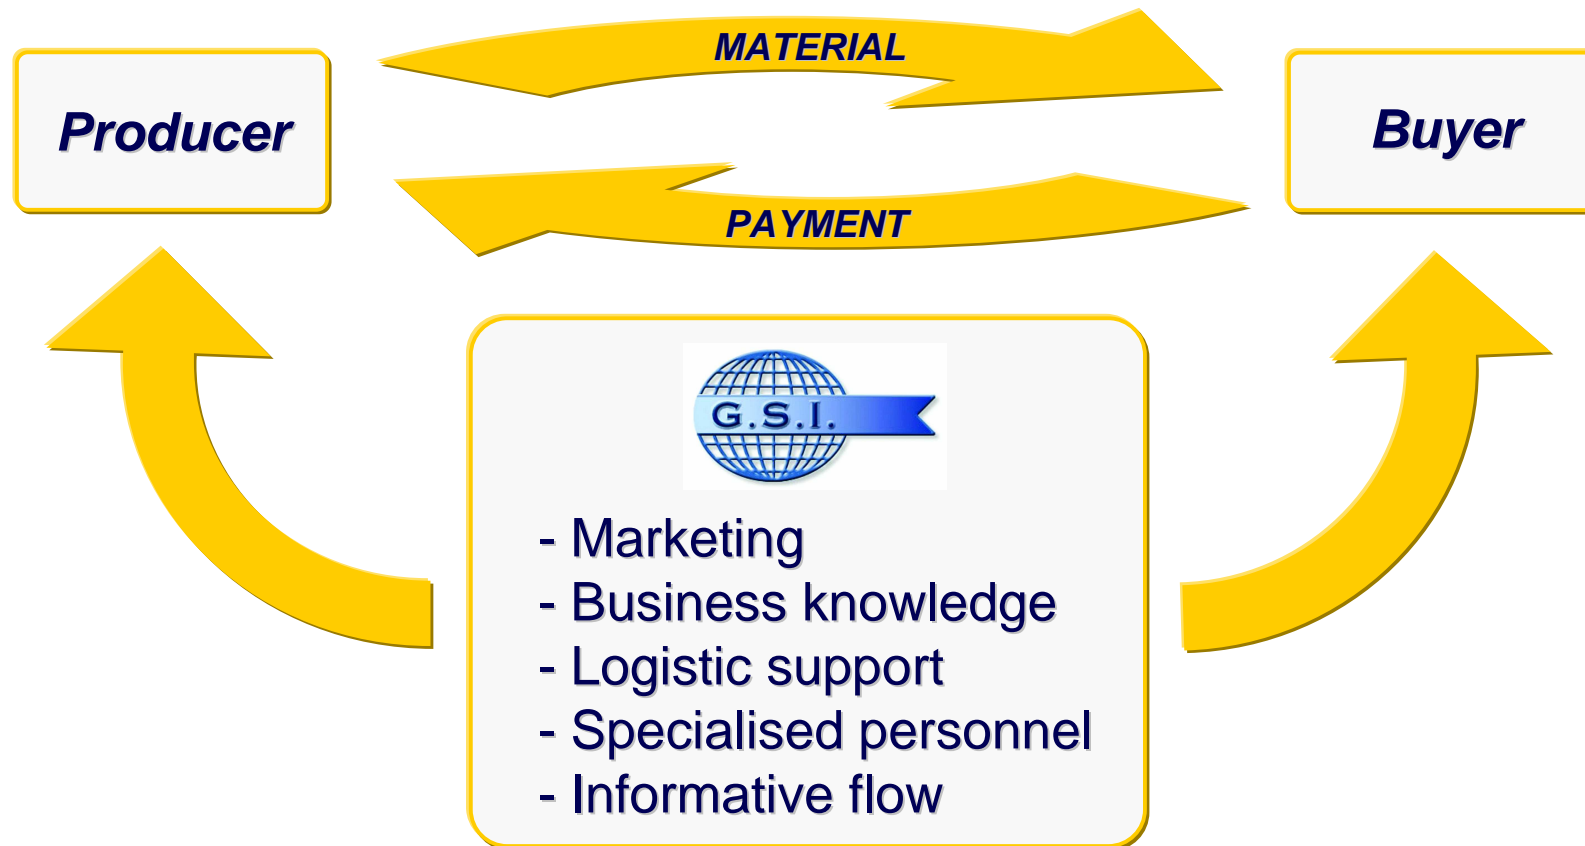 MATERIAL
Producer
Buyer
PAYMENT
G.S.I.
- Marketing
- Business knowledge
- Logistic support
- Specialised personnel
- Informative flow